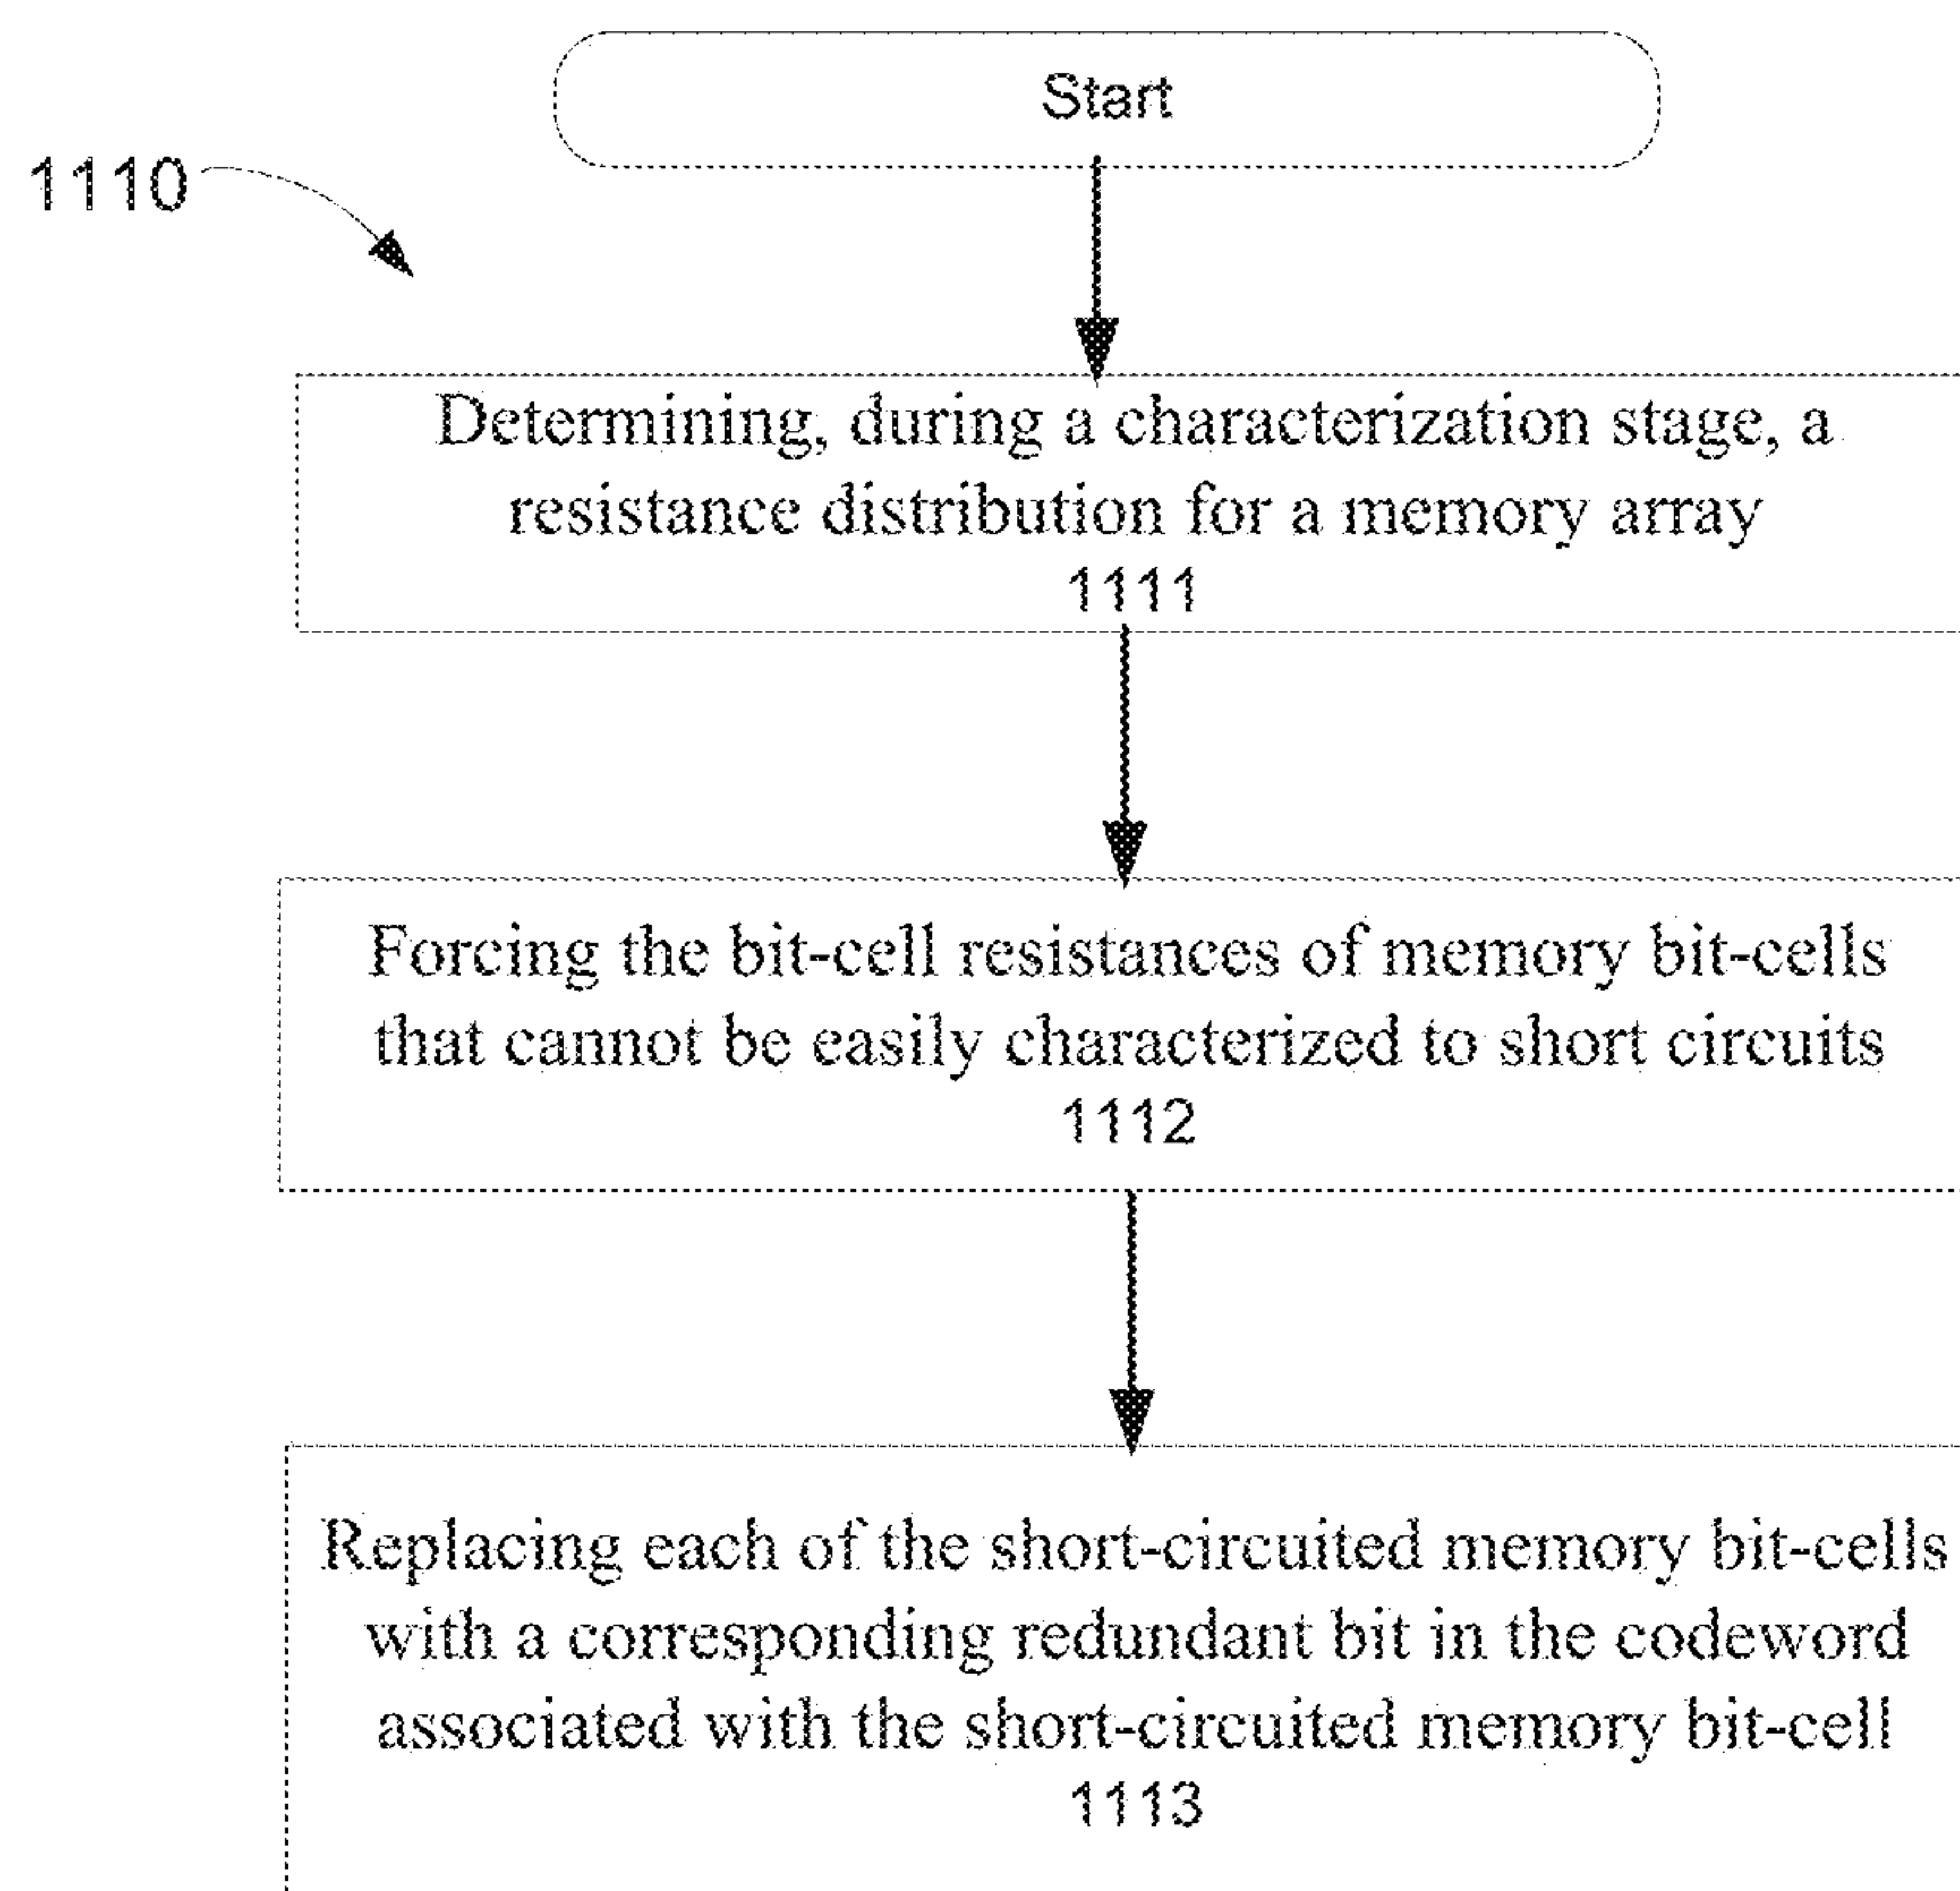 Start
1110
Determining, during a characterization stage, a
resistance distribution for a memory array
1111
Forcing the bit-cell resistances of memory bit-cells
that cannot be easily characterized to short circuits
1112
Replacing each of the short-circuited memory bit-cells
with a corresponding redundant bit in the codeword
associated with the short-circuited memory bit-cell
1113